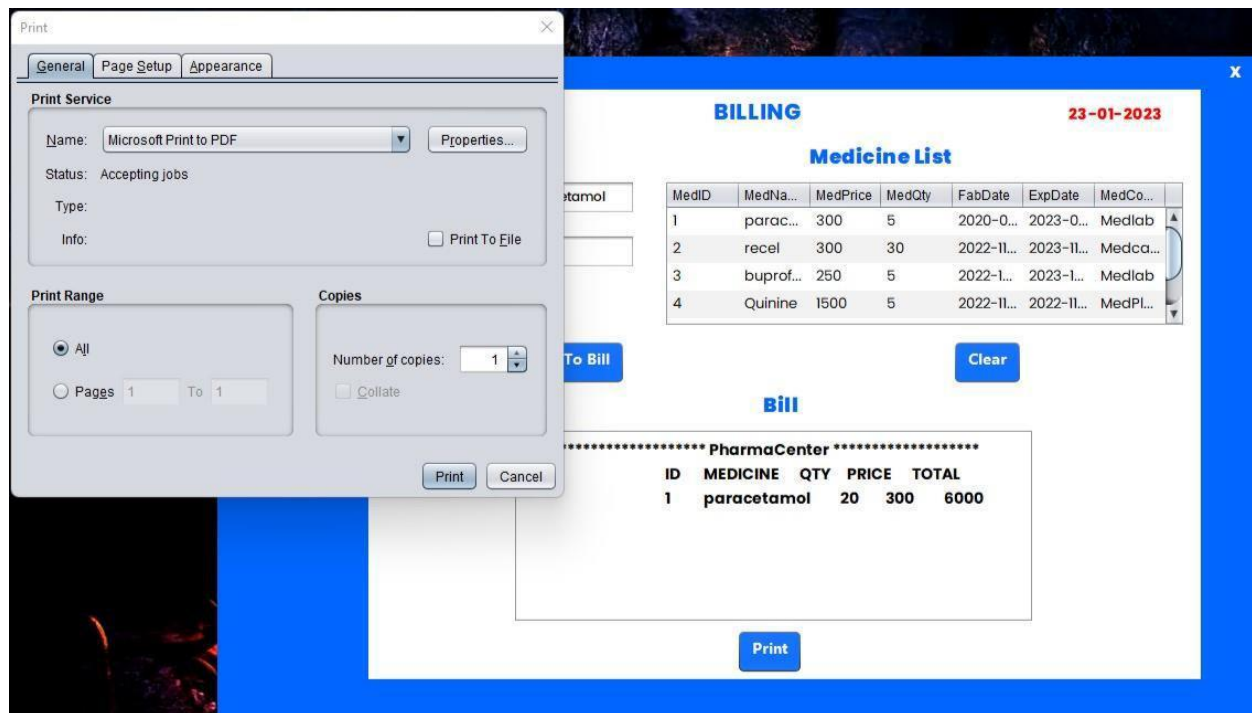 Print
General Page Setup Appearance
Print Service
Name: Microsoft Print to PDF Properties...
Status: Accepting jobs
Type:
Info: Print To File
Print Range
All
Pages 1 To 1
Copies
Number of copies: 1
Collate
Print Cancel
x
BILLING 23-01-2023
Medicine List
etamol
MedID MedNa... MedPrice MedQty FabDate ExpDate MedCo...
1 parac... 300 5 2020-0... 2023-0... Medlab
2 recel 300 30 2022-11... 2023-11... Medca...
3 buprof... 250 5 2022-1... 2023-1... Medlab
4 Quinine 1500 5 2022-11... 2022-11... MedPl...
To Bill Clear
Bill
******************* PharmaCenter *******************
ID MEDICINE QTY PRICE TOTAL
1 paracetamol 20 300 6000
Print